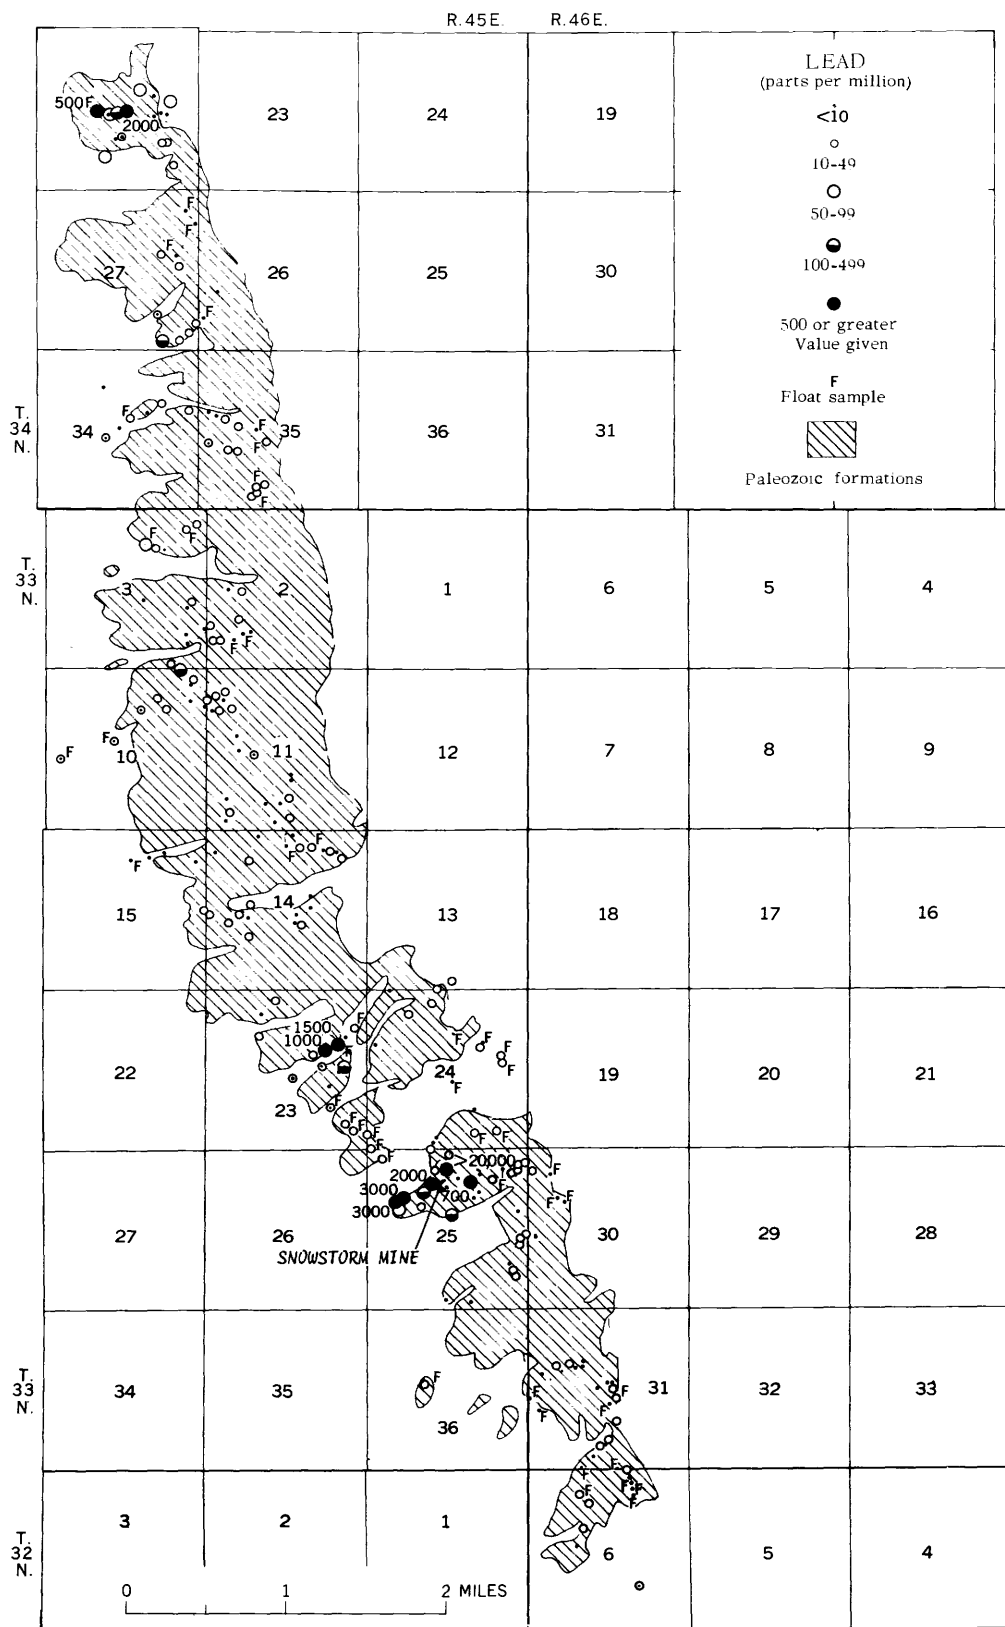 R. 45E. R. 46E.
LEAD
(parts per million)
<10
10-49
50-99
100-499
500 or greater
Value given
F
Float sample
Paleozoic formations
500 F
2000
23 24 19
F
F
F
27 26 25 30
F
T.
34
N.
F
34 35 36 31
F
F
F
F
T.
33
N.
F
F
3 2 1 6 5 4
F
F
F
F
10 11 12 7 8 9
F
F
F
15 14 13 18 17 16
1500
1000
F
F
F
F
F
F
22 23 24 19 20 21
F
F
F
F
F
F
F
F
F
20,000
2000
3000
3000
700
F
F
F
F
27 26 25 30 29 28
SNOWSTORM MINE
T.
33
N.
F
34 35 36 31 32 33
F
F
F
F
F
F
F
F
F
F
T.
32
N.
3 2 1 6 5 4
0 1 2 MILES